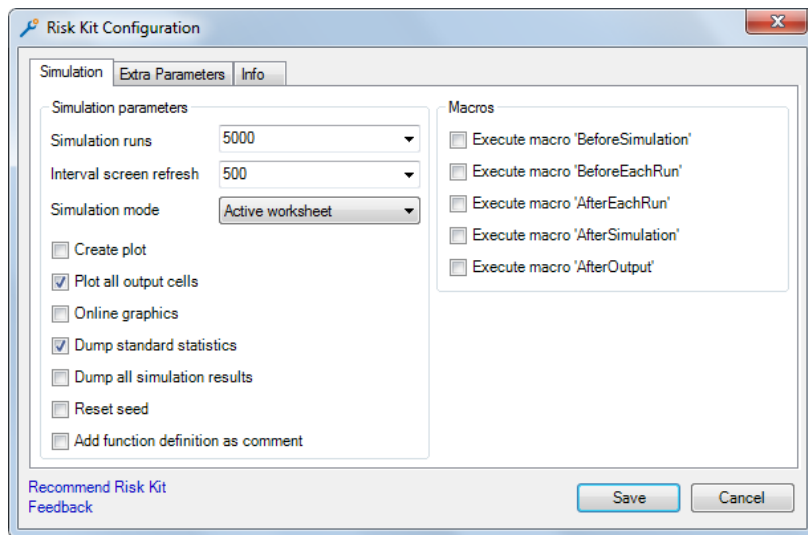 Risk Kit Configuration
Simulation
Extra Parameters
Info
Simulation parameters
Simulation runs
5000
Interval screen refresh
500
Simulation mode
Active worksheet
Create plot
Plot all output cells
Online graphics
Dump standard statistics
Dump all simulation results
Reset seed
Add function definition as comment
Macros
Execute macro 'BeforeSimulation'
Execute macro 'BeforeEachRun'
Execute macro 'AfterEachRun'
Execute macro 'AfterSimulation'
Execute macro 'AfterOutput'
Recommend Risk Kit
Feedback
Save
Cancel